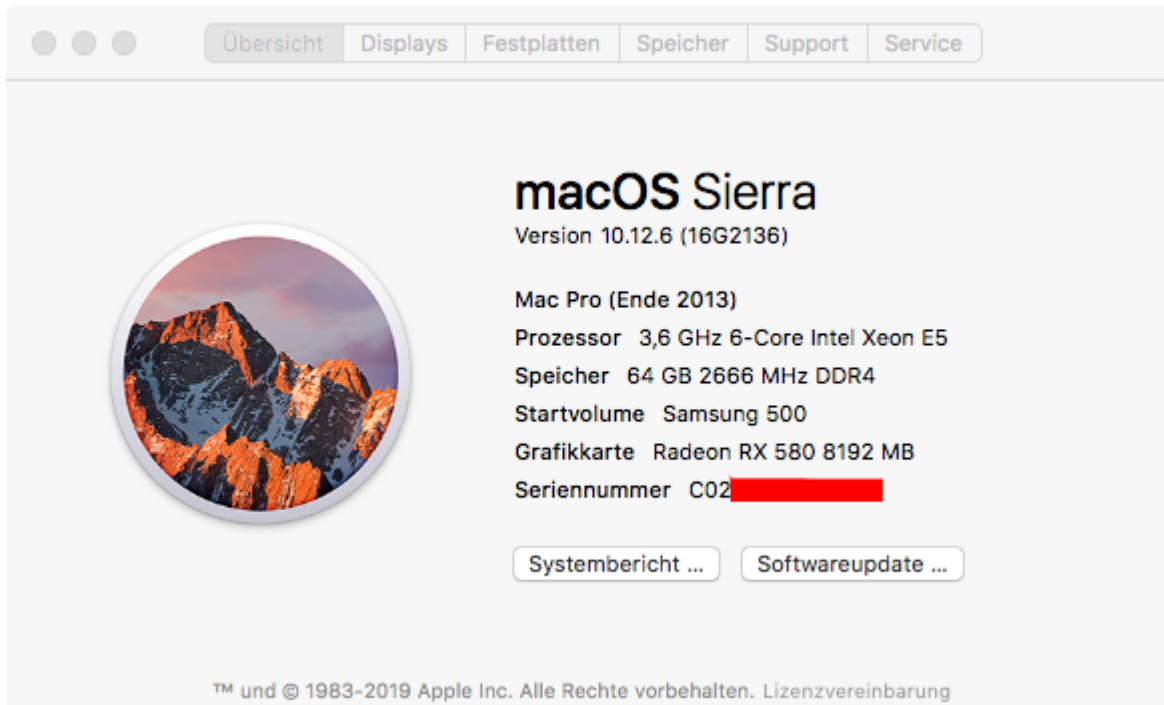 Übersicht Displays Festplatten Speicher Support Service
macOS Sierra
Version 10.12.6 (16G2136)
Mac Pro (Ende 2013)
Prozessor 3,6 GHz 6-Core Intel Xeon E5
Speicher 64 GB 2666 MHz DDR4
Startvolume Samsung 500
Grafikkarte Radeon RX 580 8192 MB
Seriennummer C02
Systembericht ... Softwareupdate ...
™ und © 1983-2019 Apple Inc. Alle Rechte vorbehalten. Lizenzvereinbarung